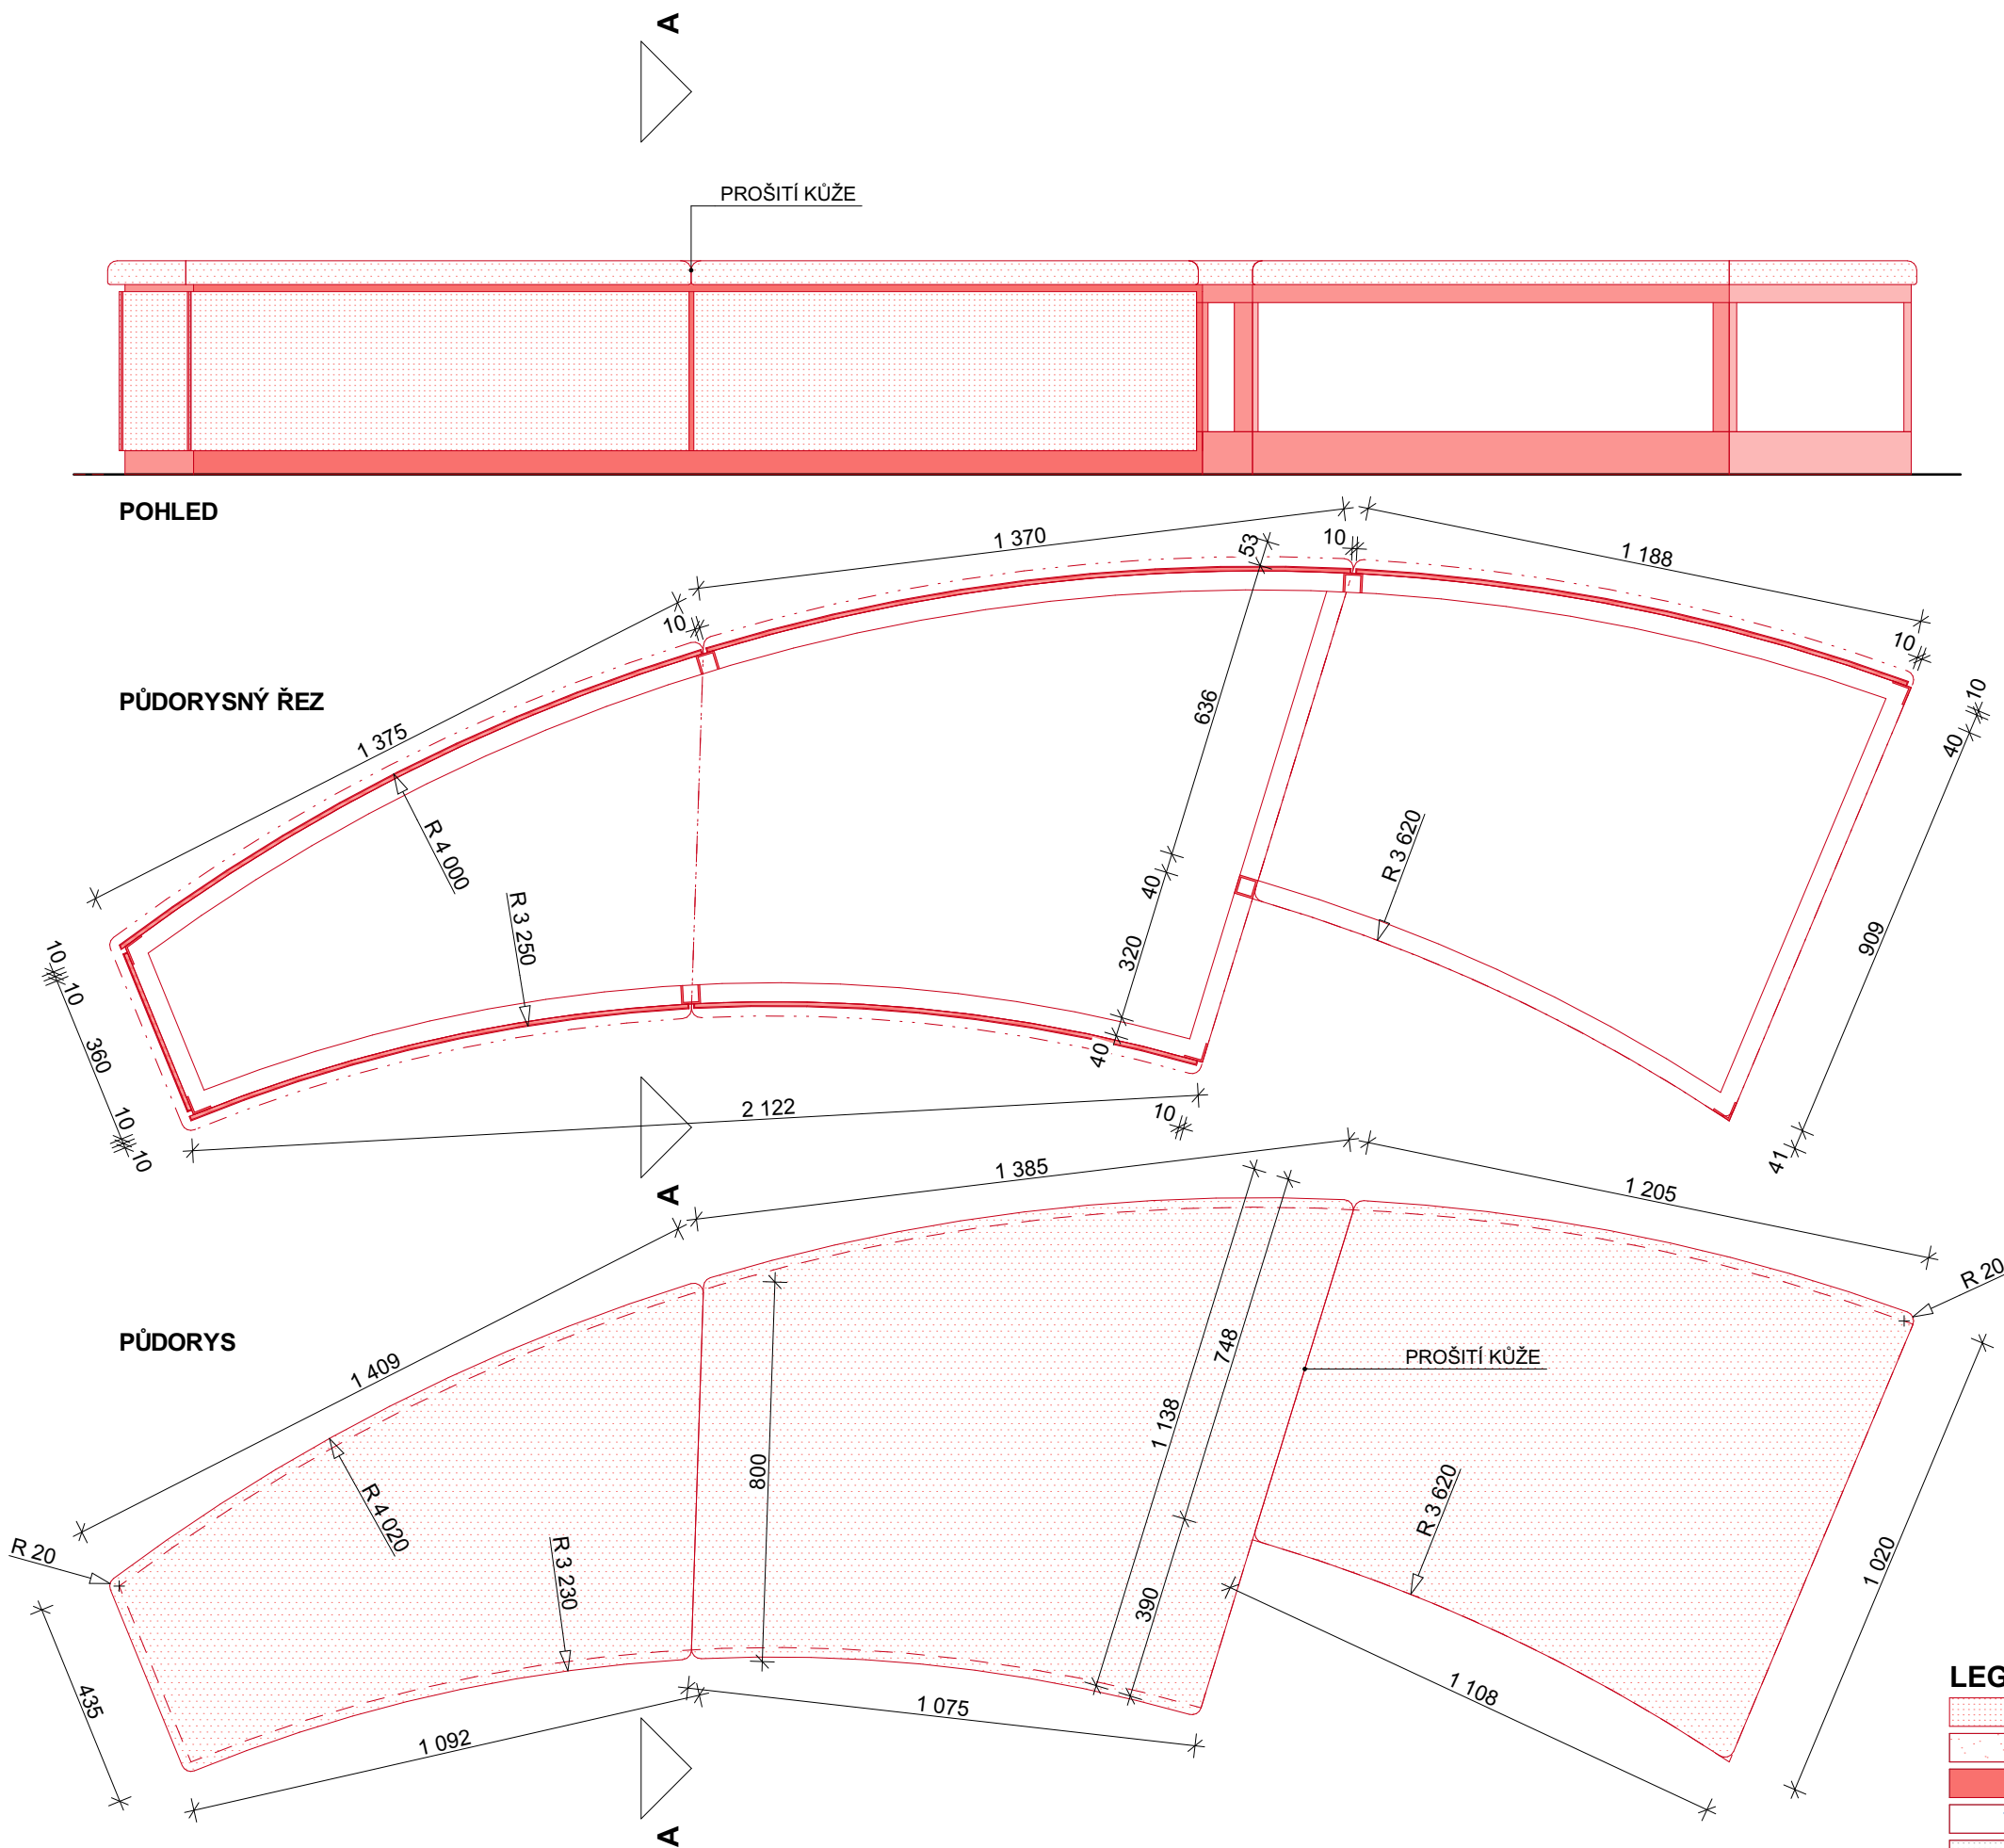 A
PROŠITÍ KŮŽE
POHLED
1 370
53
10
1 188
10
10
PŮDORYSNÝ ŘEZ
1 375
10
40
636
R 4 000
R 3 620
R 3 250
40
320
909
10
10
360
40
10
10
2 122
10
41
A
1 385
1 205
R 20
PŮDORYS
748
PROŠITÍ KŮŽE
1 409
1 138
800
R 4 020
R 3 620
R 20
R 3 230
390
1 020
435
1 108
LEG
1 092
1 075
A